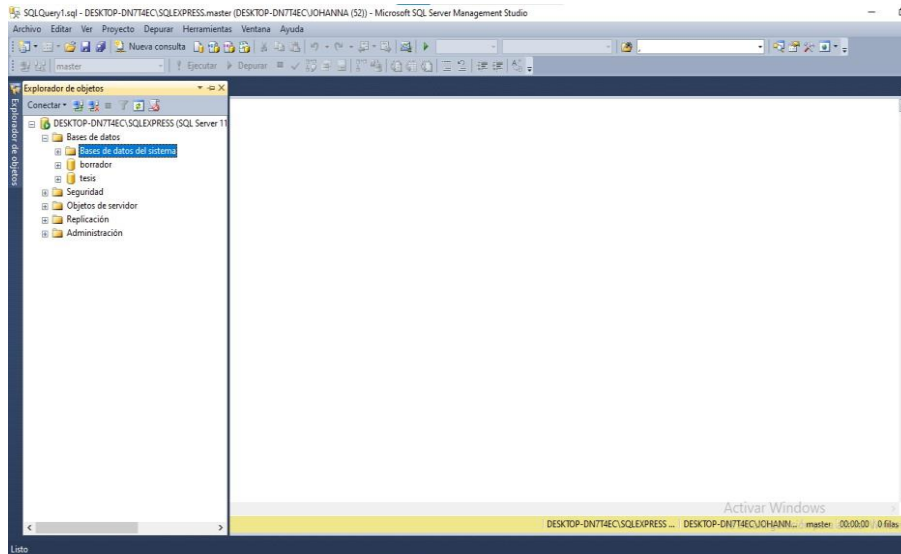 SQLQuery1.sql - DESKTOP-DN7T4EC\SQLEXPRESS.master (DESKTOP-DN7T4EC\JOHANNA (52)) - Microsoft SQL Server Management Studio
Archivo Editar Ver Proyecto Depurar Herramientas Ventana Ayuda
Nueva consulta
master Ejecutar Depurar
Explorador de objetos
Explorador de objetos
Conectar
DESKTOP-DN7T4EC\SQLEXPRESS (SQL Server 11
Bases de datos
Bases de datos del sistema
borrador
tesis
Seguridad
Objetos de servidor
Replicación
Administración
Activar Windows
DESKTOP-DN7T4EC\SQLEXPRESS ... DESKTOP-DN7T4EC\JOHANN... master 00:00:00 0 filas
Listo